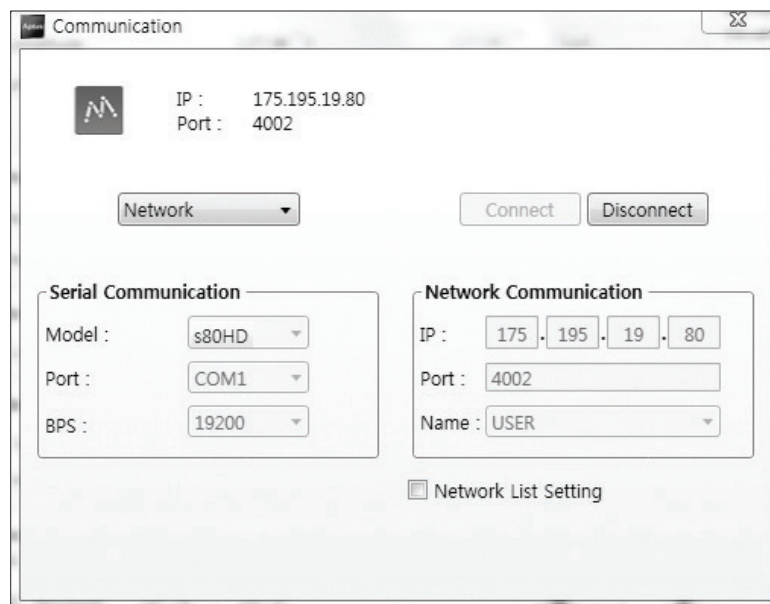 Communication
IP : 175.195.19.80
Port : 4002
Network
Connect Disconnect
Serial Communication
Model : s80HD
Port : COM1
BPS : 19200
Network Communication
IP : 175 . 195 . 19 . 80
Port : 4002
Name : USER
Network List Setting